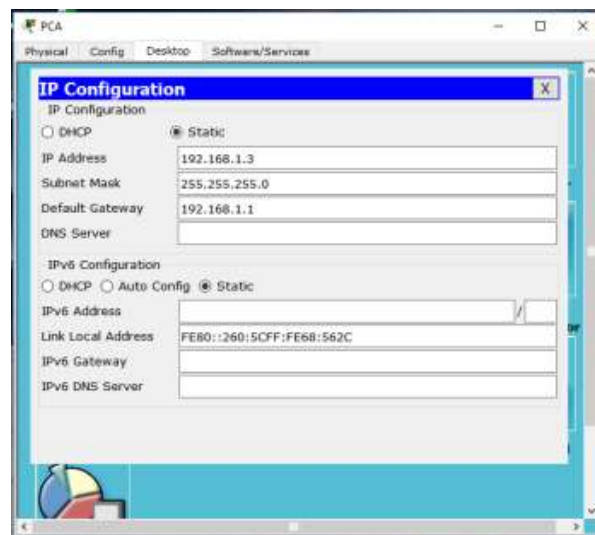 PCA
Physical Config Desktop Software/Services
IP Configuration X
IP Configuration
DHCP Static
IP Address 192.168.1.3
Subnet Mask 255.255.255.0
Default Gateway 192.168.1.1
DNS Server
IPv6 Configuration
DHCP Auto Config Static
IPv6 Address /
Link Local Address FE80::260:5CFF:FE68:562C
IPv6 Gateway
IPv6 DNS Server